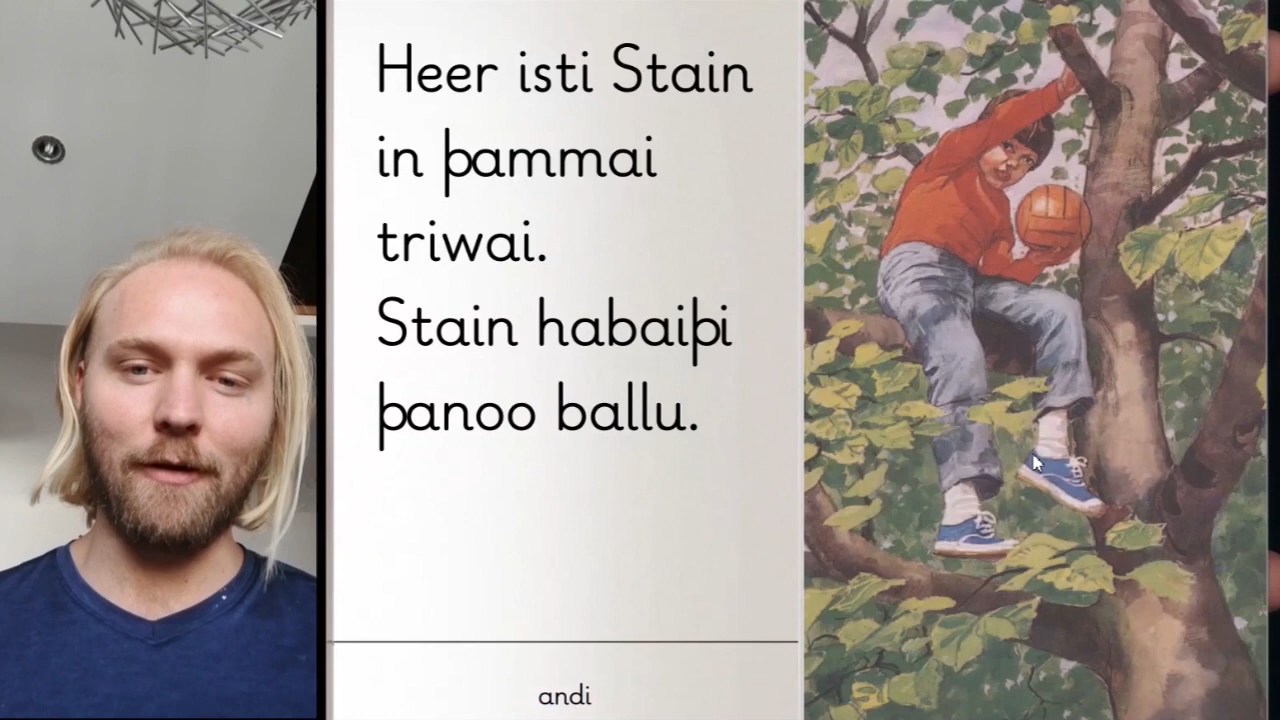 Heer isti Stain
in þammai
triwai.
Stain habaiþi
þanoo ballu.
andi